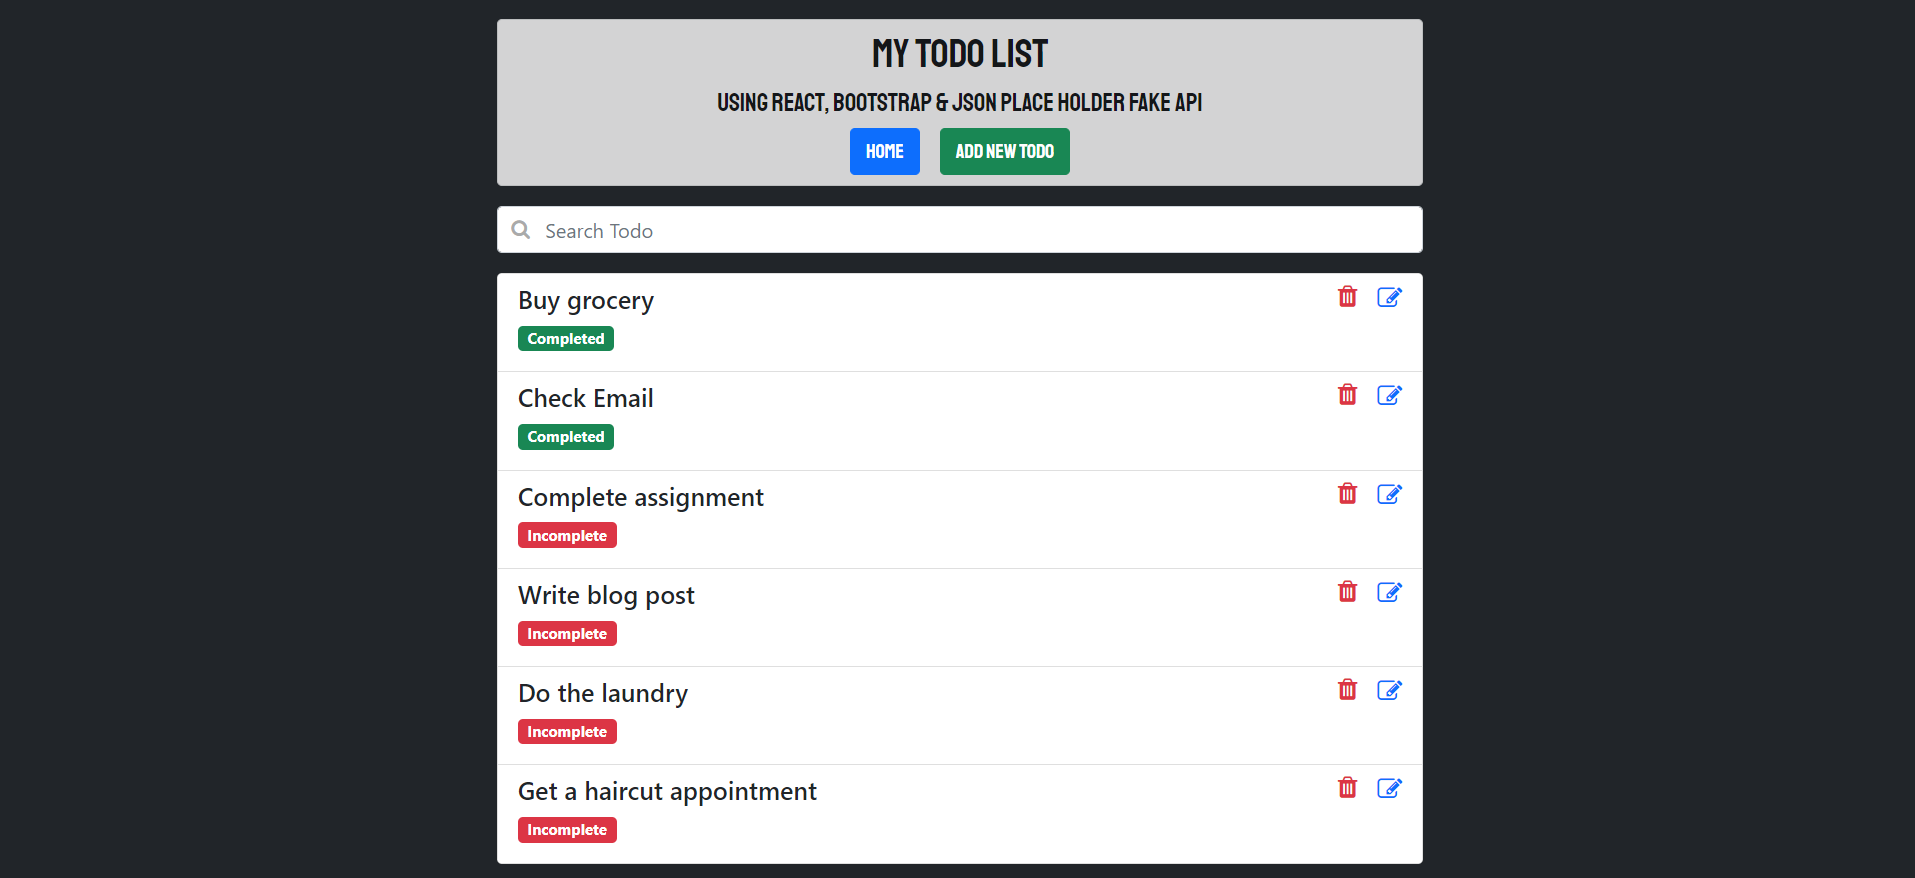 MY TODO LIST
USING REACT, BOOTSTRAP & JSON PLACE HOLDER FAKE API
HOME ADD NEW TODO
Search Todo
Buy grocery
Completed
Check Email
Completed
Complete assignment
Incomplete
Write blog post
Incomplete
Do the laundry
Incomplete
Get a haircut appointment
Incomplete